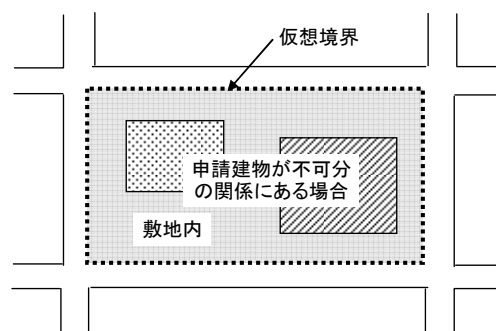 仮想境界
申請建物が不可分
の関係にある場合
敷地内